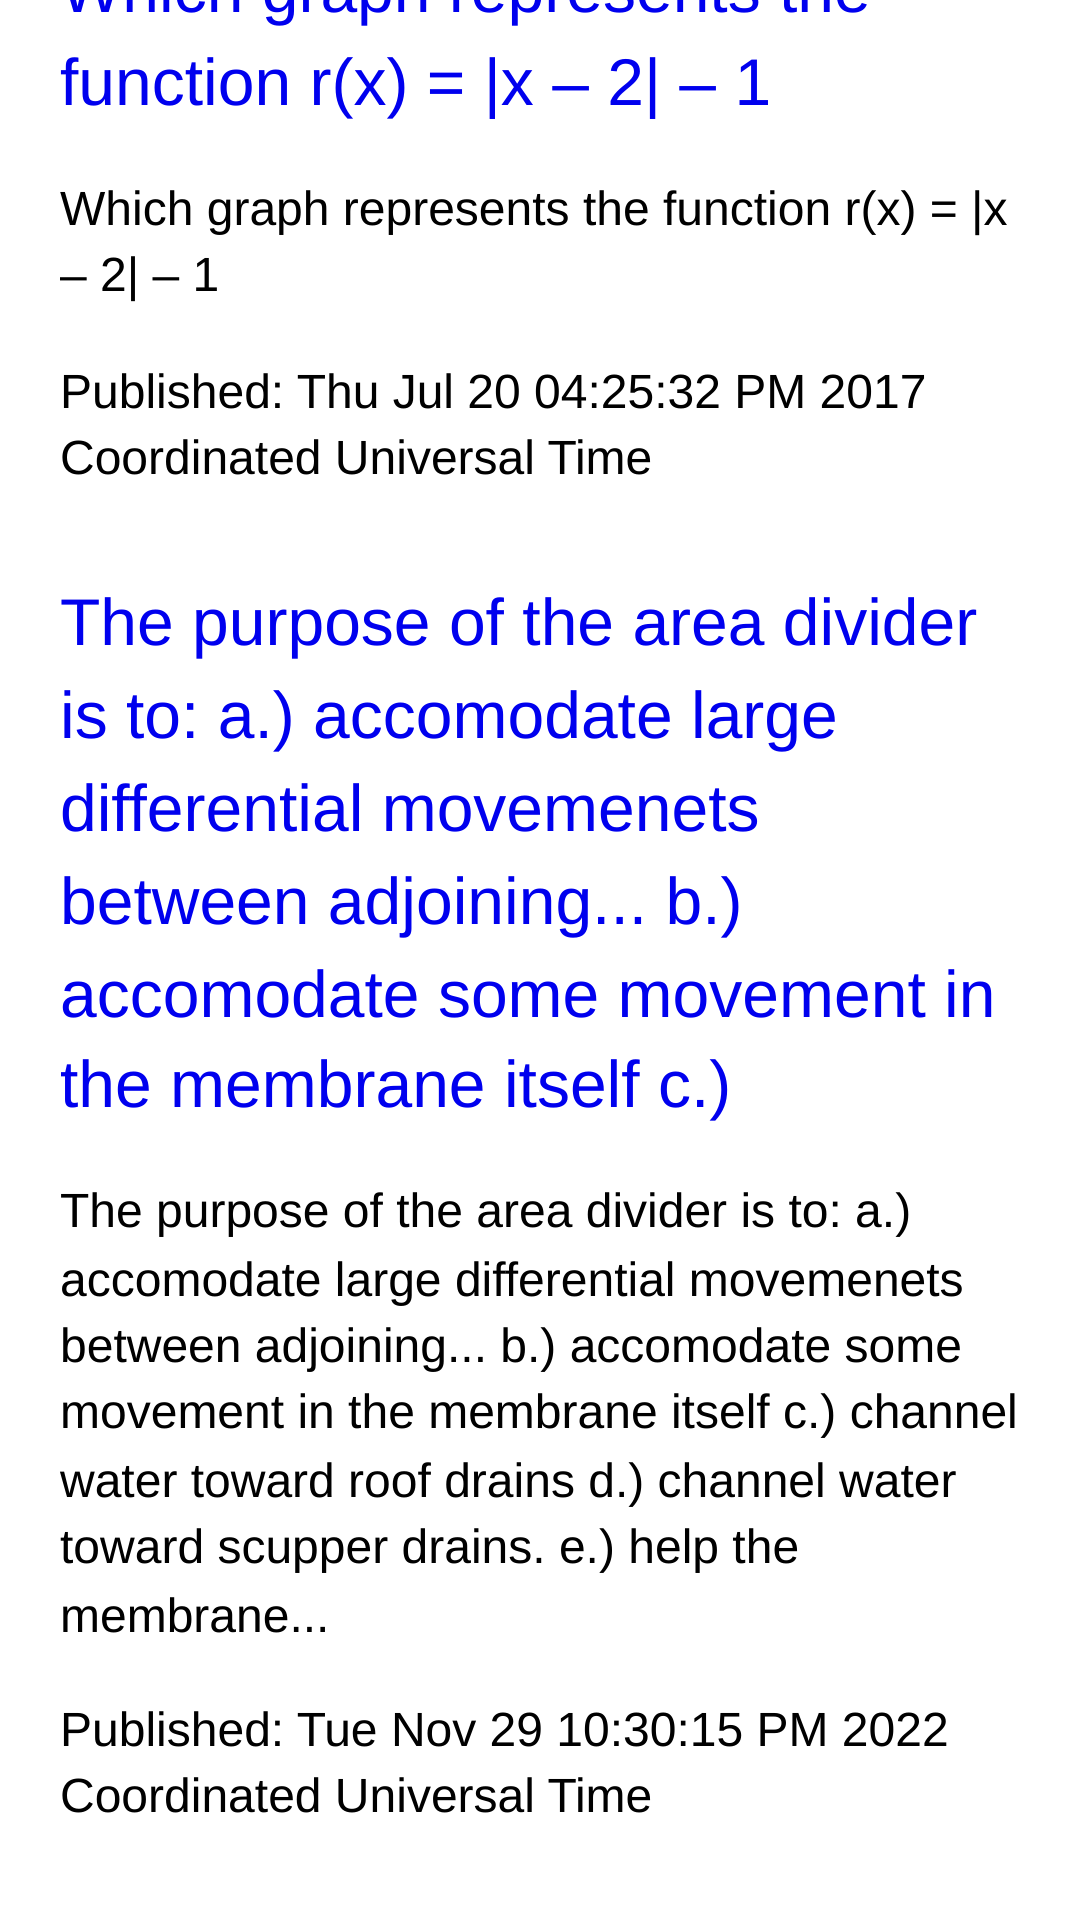 Which graph represents the
function r(x) = |x – 2| – 1
Which graph represents the function r(x) = |x
– 2| – 1
Published: Thu Jul 20 04:25:32 PM 2017
Coordinated Universal Time
The purpose of the area divider
is to: a.) accomodate large
differential movemenets
between adjoining... b.)
accomodate some movement in
the membrane itself c.)
The purpose of the area divider is to: a.)
accomodate large differential movemenets
between adjoining... b.) accomodate some
movement in the membrane itself c.) channel
water toward roof drains d.) channel water
toward scupper drains. e.) help the
membrane...
Published: Tue Nov 29 10:30:15 PM 2022
Coordinated Universal Time